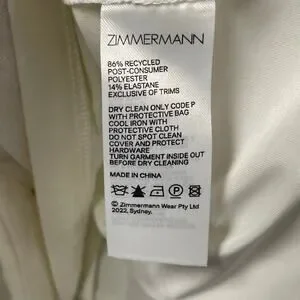 ZIMMERMANN
86% RECYCLED
POST-CONSUMER
POLYESTER
14% ELASTANE
EXCLUSIVE OF TRIMS
DRY CLEAN ONLY CODE P
WITH PROTECTIVE BAG
COOL IRON WITH
PROTECTIVE CLOTH
DO NOT SPOT CLEAN
COVER AND PROTECT
HARDWARE
TURN GARMENT INSIDE OUT
BEFORE DRY CLEANING
MADE IN CHINA
P
© Zimmermann Wear Pty Ltd
2022, Sydney.